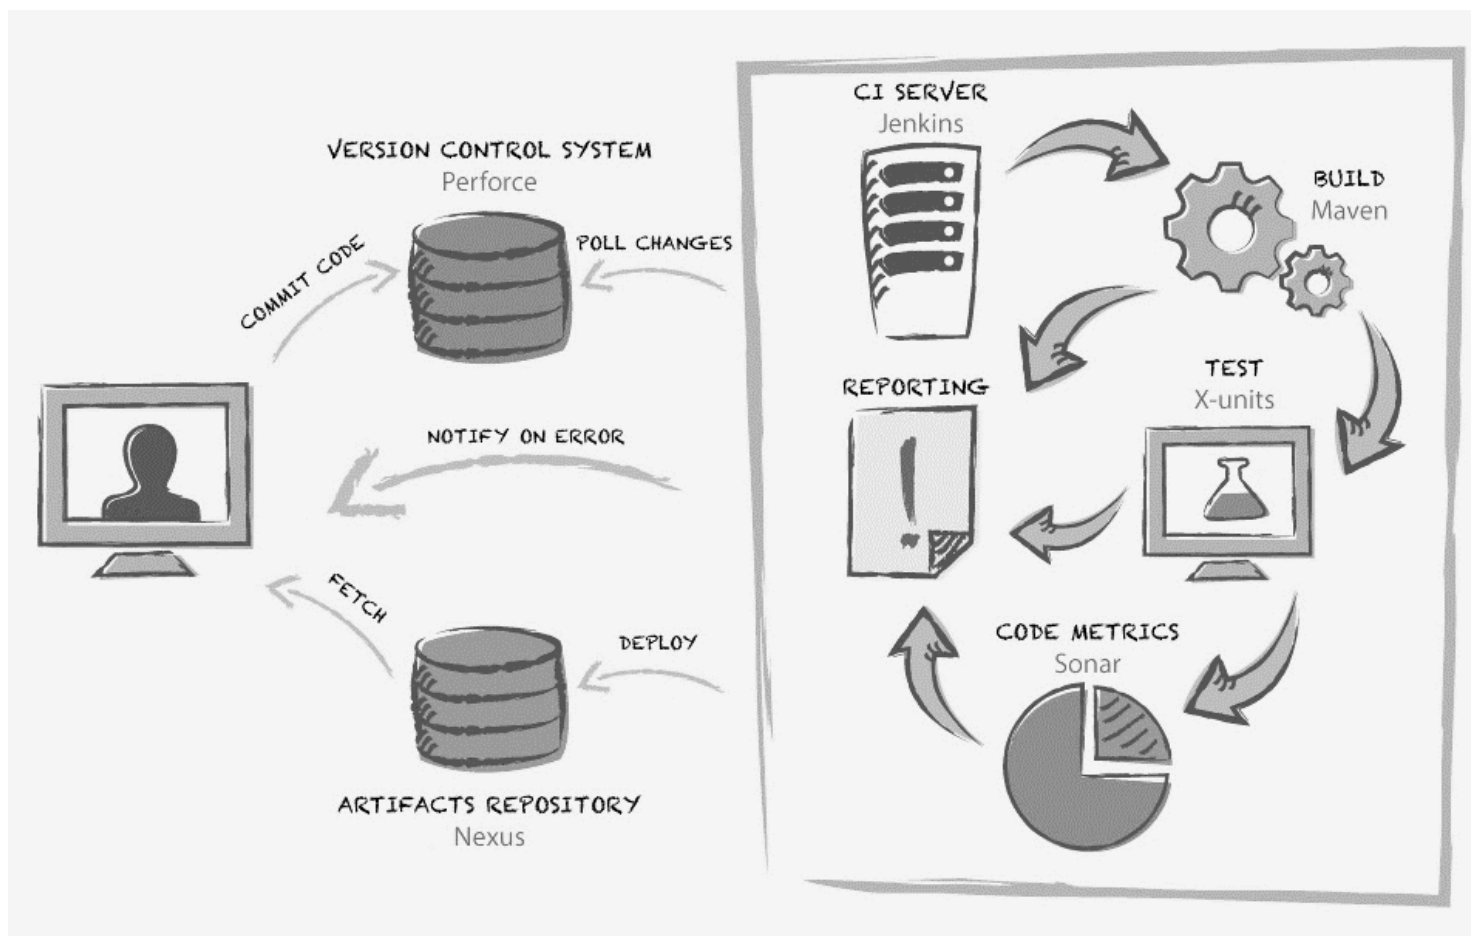 VERSION CONTROL SYSTEM
Perforce
COMMIT CODE
POLL CHANGES
NOTIFY ON ERROR
FETCH
DEPLOY
ARTIFACTS REPOSITORY
Nexus
CI SERVER
Jenkins
BUILD
Maven
REPORTING
TEST
X-units
CODE METRICS
Sonar